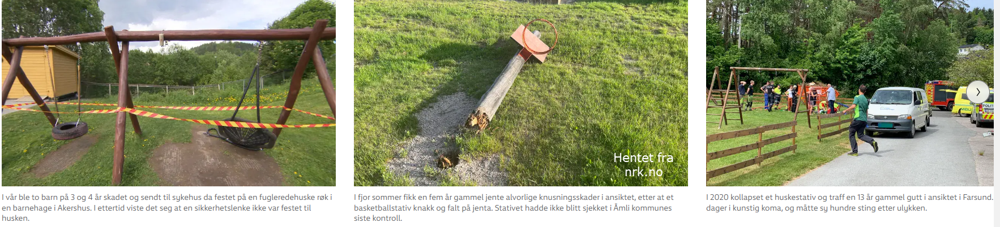 Hentet fra
nrk.no
POLITI
I vår ble to barn på 3 og 4 år skadet og sendt til sykehus da festet på en fugleredehuske røk i
en barnehage i Akershus. I ettertid viste det seg at en sikkerhetslenke ikke var festet til
husken.
I fjor sommer fikk en fem år gammel jente alvorlige knusningsskader i ansiktet, etter at et
basketballstativ knakk og falt på jenta. Stativet hadde ikke blitt sjekket i Åmli kommunes
siste kontroll.
I 2020 kollapset et huskestativ og traff en 13 år gammel gutt i ansiktet i Farsund.
dager i kunstig koma, og måtte sy hundre sting etter ulykken.